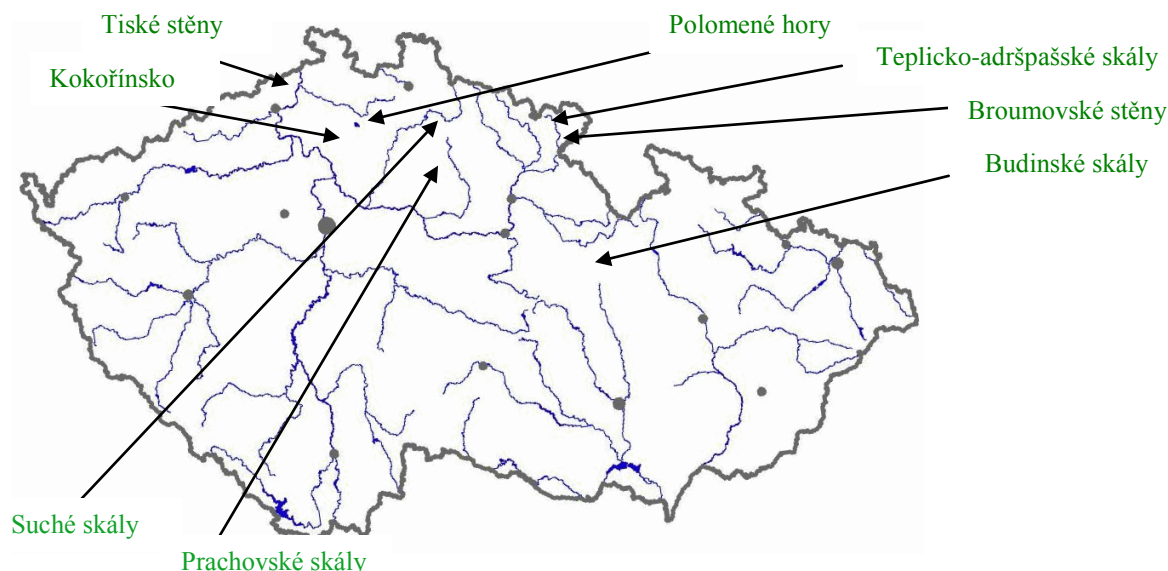 Tiské stěny
Polomené hory
Teplicko-adršpašské skály
Kokořínsko
Broumovské stěny
Budinské skály
Suché skály
Prachovské skály